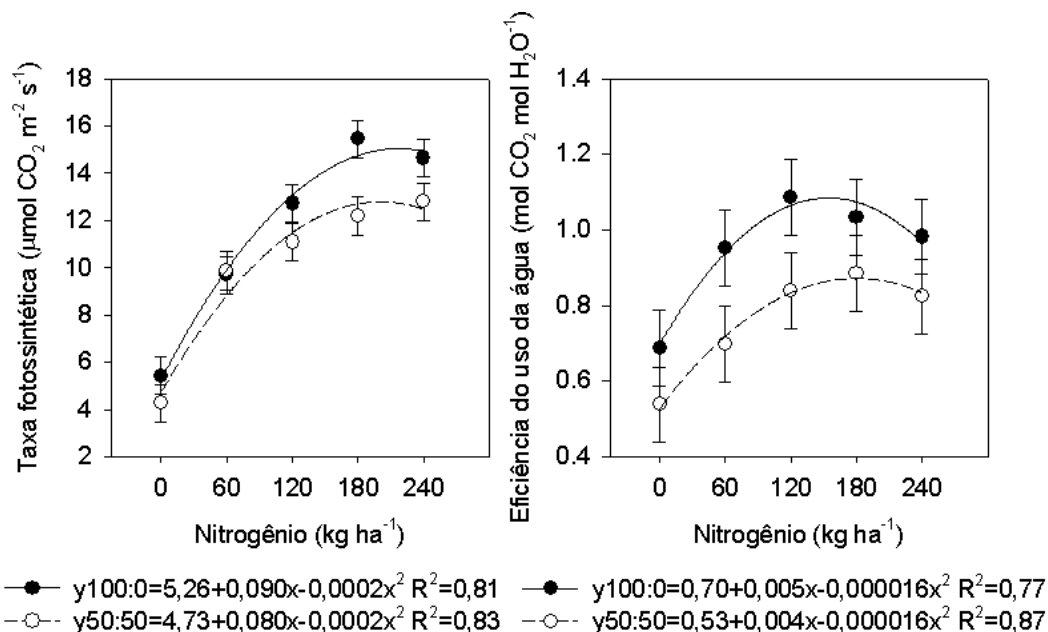 Taxa fotossintética (µmol CO₂ m⁻² s⁻¹)
18
16
14
12
10
8
6
4
2
0 60 120 180 240
Nitrogênio (kg ha⁻¹)
Eficiência do uso da água (mol CO₂ mol H₂O⁻¹)
1.4
1.2
1.0
0.8
0.6
0.4
0 60 120 180 240
Nitrogênio (kg ha⁻¹)
y100:0=5,26+0,090x-0,0002x² R²=0,81
y50:50=4,73+0,080x-0,0002x² R²=0,83
y100:0=0,70+0,005x-0,000016x² R²=0,77
y50:50=0,53+0,004x-0,000016x² R²=0,87